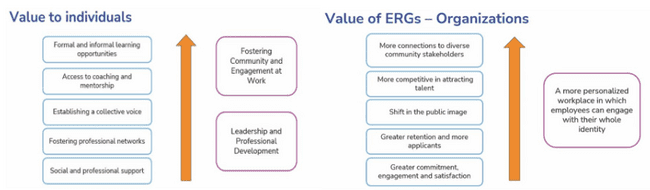 Value to individuals
Formal and informal learning
opportunities
Access to coaching and
mentorship
Establishing a collective voice
Fostering professional networks
Social and professional support
Fostering
Community and
Engagement at
Work
Leadership and
Professional
Development
Value of ERGs – Organizations
More connections to diverse
community stakeholders
More competitive in attracting
talent
Shift in the public image
Greater retention and more
applicants
Greater commitment,
engagement and satisfaction
A more personalized
workplace in which
employees can engage
with their whole
identity